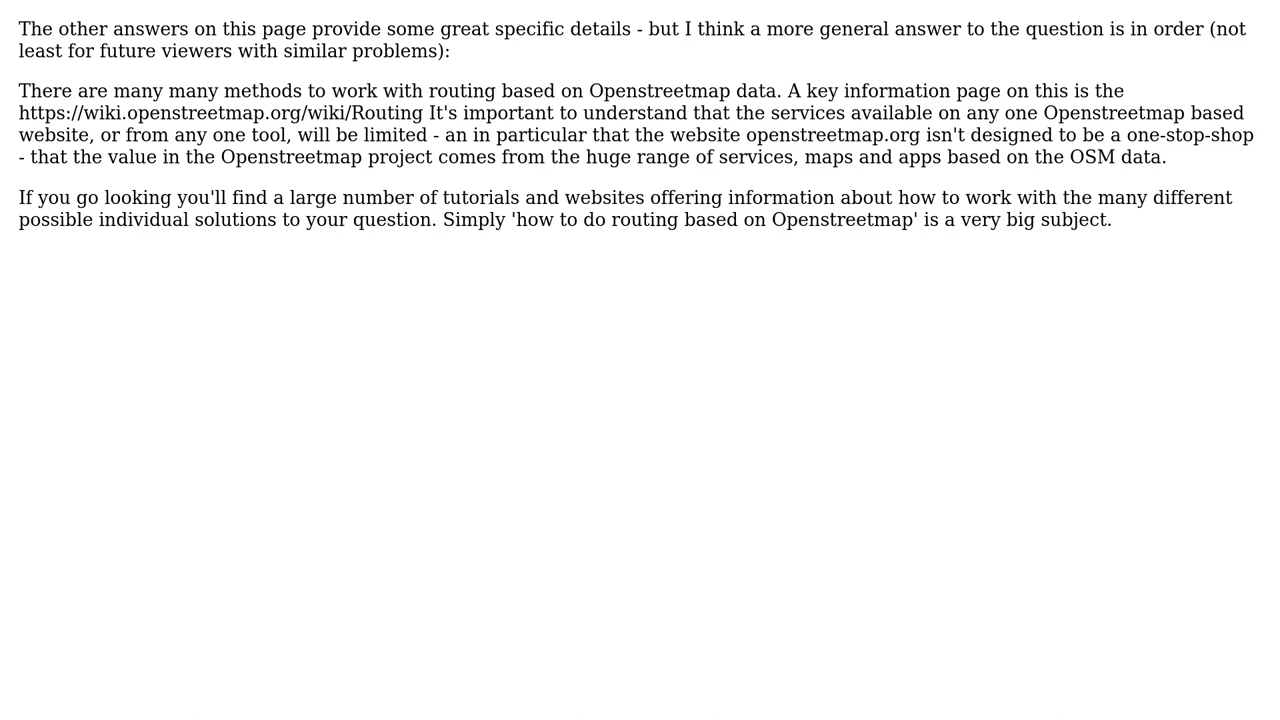 The other answers on this page provide some great specific details - but I think a more general answer to the question is in order (not
least for future viewers with similar problems):
There are many many methods to work with routing based on Openstreetmap data. A key information page on this is the
https://wiki.openstreetmap.org/wiki/Routing It's important to understand that the services available on any one Openstreetmap based
website, or from any one tool, will be limited - an in particular that the website openstreetmap.org isn't designed to be a one-stop-shop
- that the value in the Openstreetmap project comes from the huge range of services, maps and apps based on the OSM data.
If you go looking you'll find a large number of tutorials and websites offering information about how to work with the many different
possible individual solutions to your question. Simply 'how to do routing based on Openstreetmap' is a very big subject.